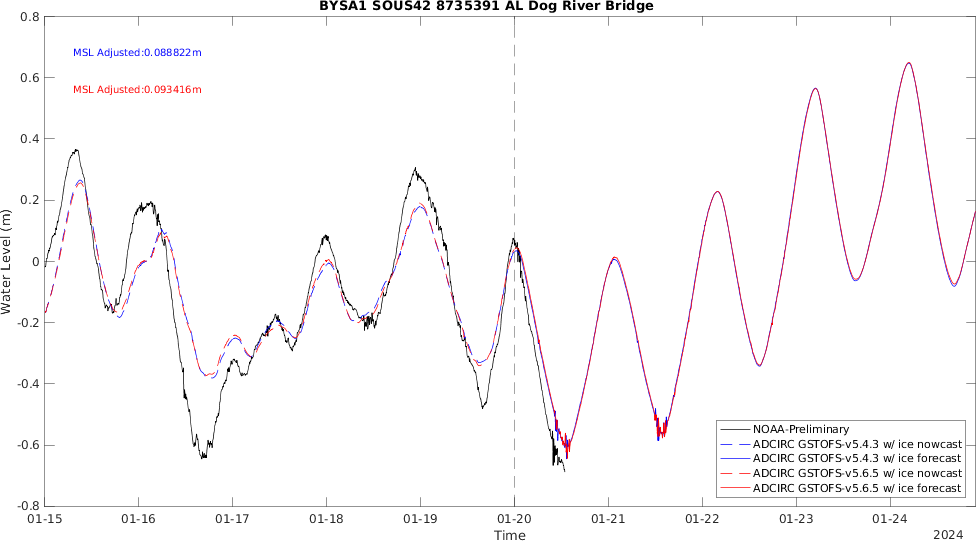 BYSA1 SOUS42 8735391 AL Dog River Bridge
MSL Adjusted:0.088822m
MSL Adjusted:0.093416m
Water Level (m)
0.8
0.6
0.4
0.2
0
-0.2
-0.4
-0.6
-0.8
NOAA-Preliminary
ADCIRC GSTOFS-v5.4.3 w/ ice nowcast
ADCIRC GSTOFS-v5.4.3 w/ ice forecast
ADCIRC GSTOFS-v5.6.5 w/ ice nowcast
ADCIRC GSTOFS-v5.6.5 w/ ice forecast
01-15 01-16 01-17 01-18 01-19 01-20 01-21 01-22 01-23 01-24
Time
2024